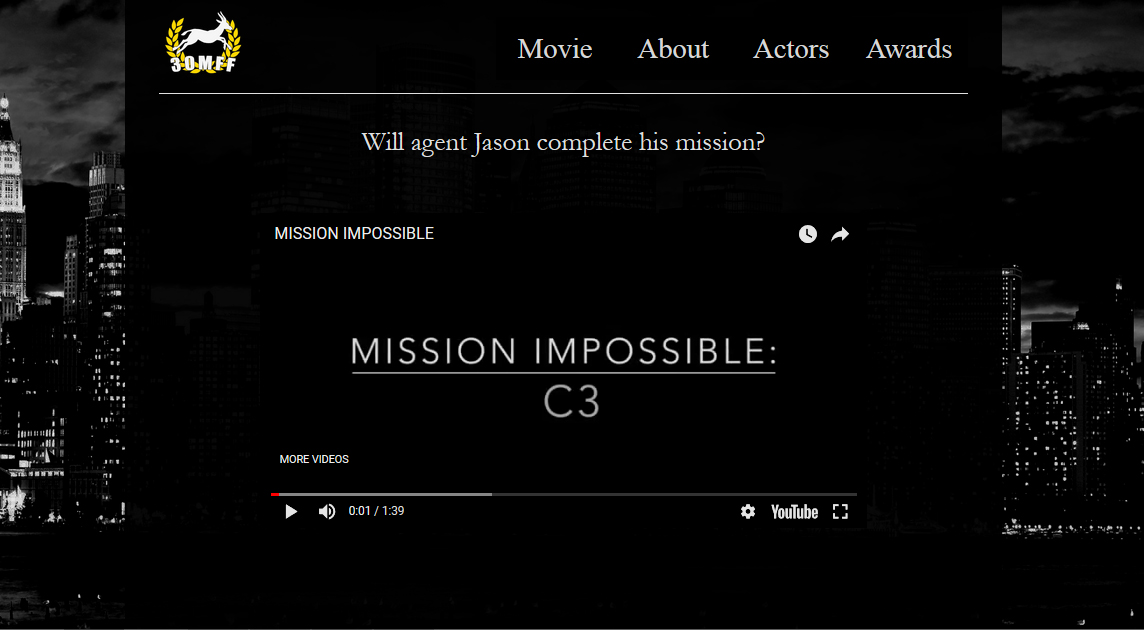 30MFF
Movie About Actors Awards
Will agent Jason complete his mission?
MISSION IMPOSSIBLE
MISSION IMPOSSIBLE:
C3
MORE VIDEOS
0:01 / 1:39
YouTube